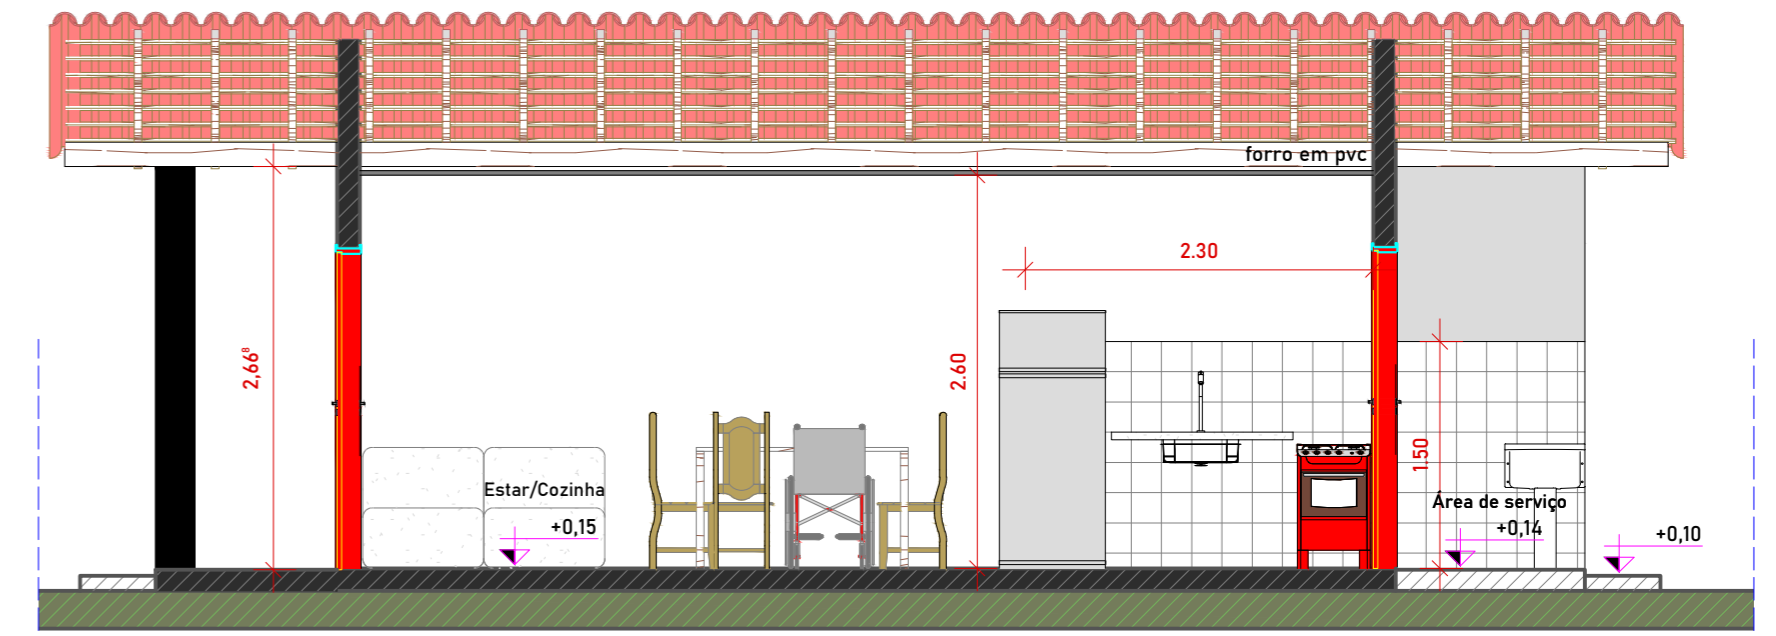 forro em pvc
2.30
2,66⁸
2.60
1.50
Estar/Cozinha
+0,15
Área de serviço
+0,14
+0,10